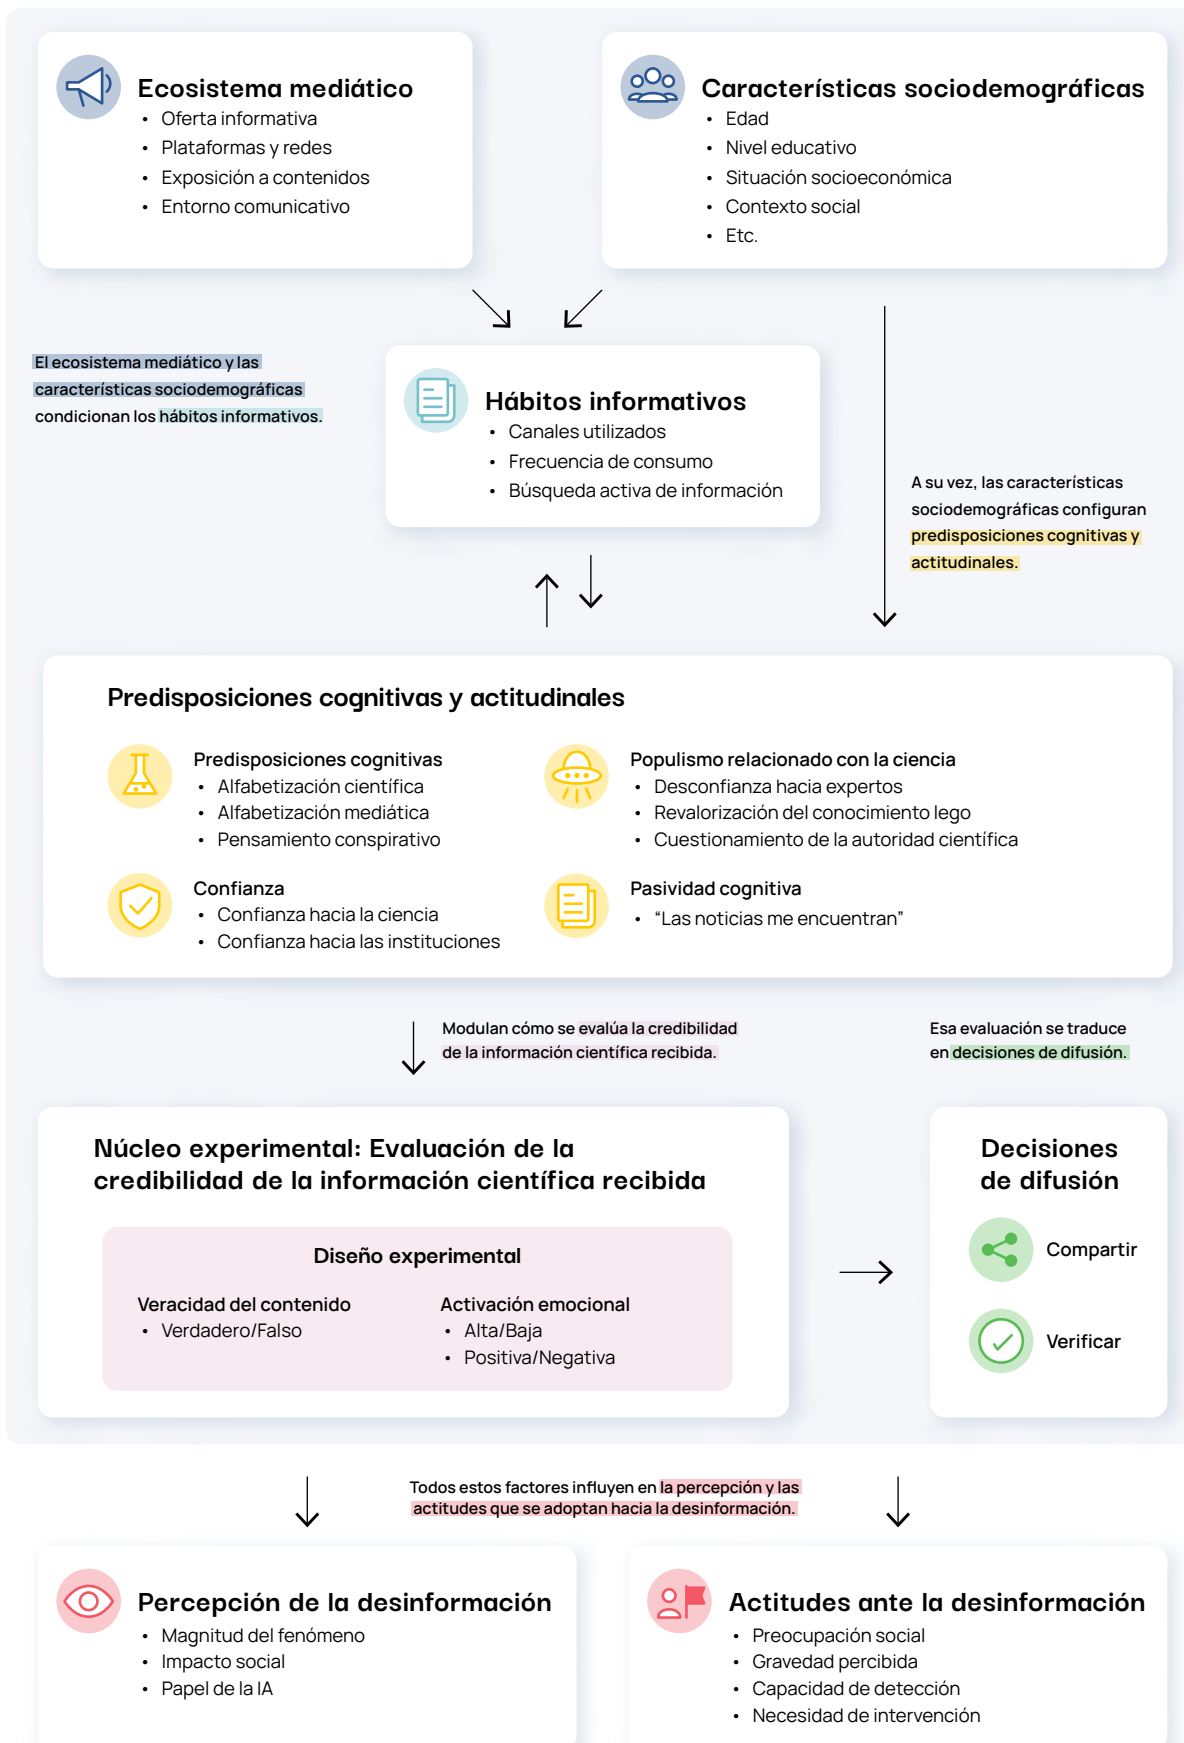 Ecosistema mediático
• Oferta informativa
• Plataformas y redes
• Exposición a contenidos
• Entorno comunicativo
Características sociodemográficas
• Edad
• Nivel educativo
• Situación socioeconómica
• Contexto social
• Etc.
El ecosistema mediático y las
características sociodemográficas
condicionan los hábitos informativos.
Hábitos informativos
• Canales utilizados
• Frecuencia de consumo
• Búsqueda activa de información
A su vez, las características
sociodemográficas configuran
predisposiciones cognitivas y
actitudinales.
Predisposiciones cognitivas y actitudinales
Predisposiciones cognitivas
• Alfabetización científica
• Alfabetización mediática
• Pensamiento conspirativo
Populismo relacionado con la ciencia
• Desconfianza hacia expertos
• Revalorización del conocimiento lego
• Cuestionamiento de la autoridad científica
Confianza
• Confianza hacia la ciencia
• Confianza hacia las instituciones
Pasividad cognitiva
• “Las noticias me encuentran”
Modulan cómo se evalúa la credibilidad
de la información científica recibida.
Esa evaluación se traduce
en decisiones de difusión.
Núcleo experimental: Evaluación de la
credibilidad de la información científica recibida
Diseño experimental
Veracidad del contenido
• Verdadero/Falso
Activación emocional
• Alta/Baja
• Positiva/Negativa
Decisiones
de difusión
Compartir
Verificar
Todos estos factores influyen en la percepción y las
actitudes que se adoptan hacia la desinformación.
Percepción de la desinformación
• Magnitud del fenómeno
• Impacto social
• Papel de la IA
Actitudes ante la desinformación
• Preocupación social
• Gravedad percibida
• Capacidad de detección
• Necesidad de intervención